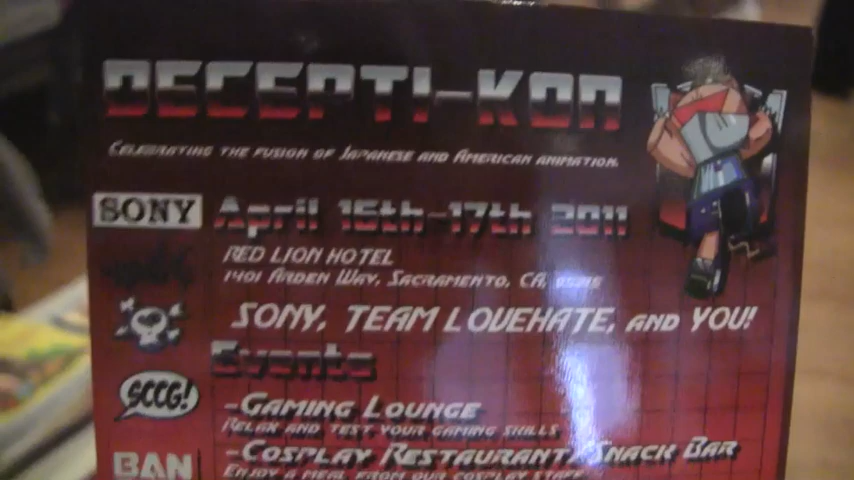 DECEPTI-KON
CELEBRATING THE FUSION OF JAPANESE AND AMERICAN ANIMATION.
SONY
April 15th-17th 2011
RED LION HOTEL
1401 ARDEN WAY, SACRAMENTO, CA,
SONY, TEAM LOVEHATE, AND YOU!
Events
SCCG!
-GAMING LOUNGE
RELAX AND TEST YOUR GAMING SKILLS
-COSPLAY RESTAURANT/SNACK BAR
BAN
ENJOY A MEAL FROM OUR COSPLAY STAFF